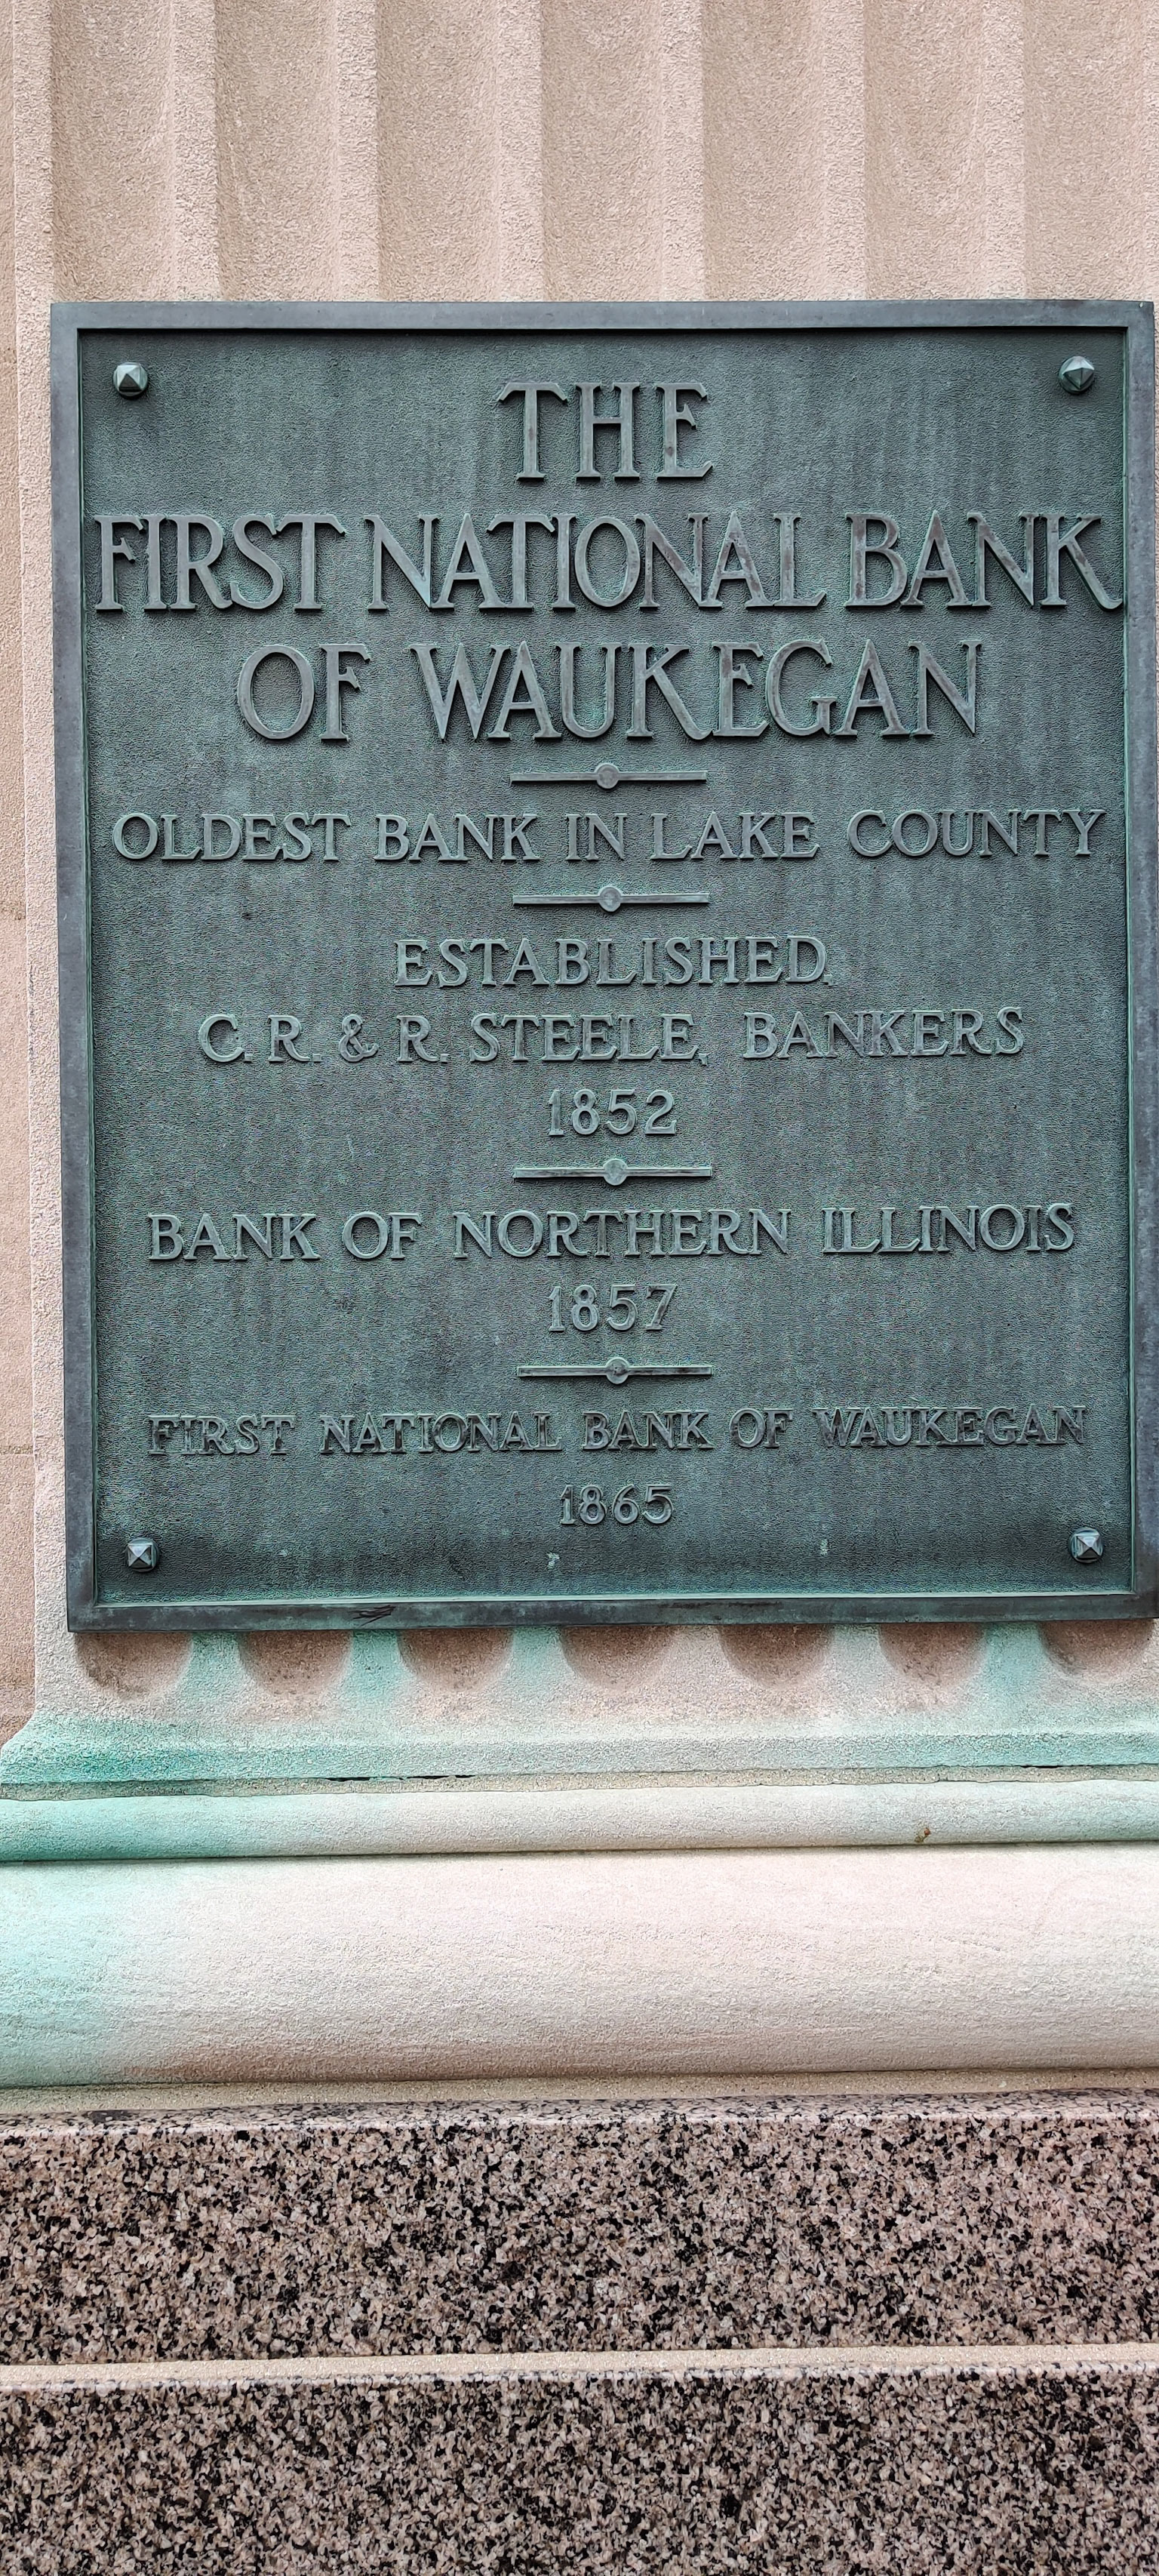 THE
FIRST NATIONAL BANK
OF WAUKEGAN
OLDEST BANK IN LAKE COUNTY
ESTABLISHED.
C. R. & R. STEELE, BANKERS
1852
BANK OF NORTHERN ILLINOIS
1857
FIRST NATIONAL BANK OF WAUKEGAN
1865